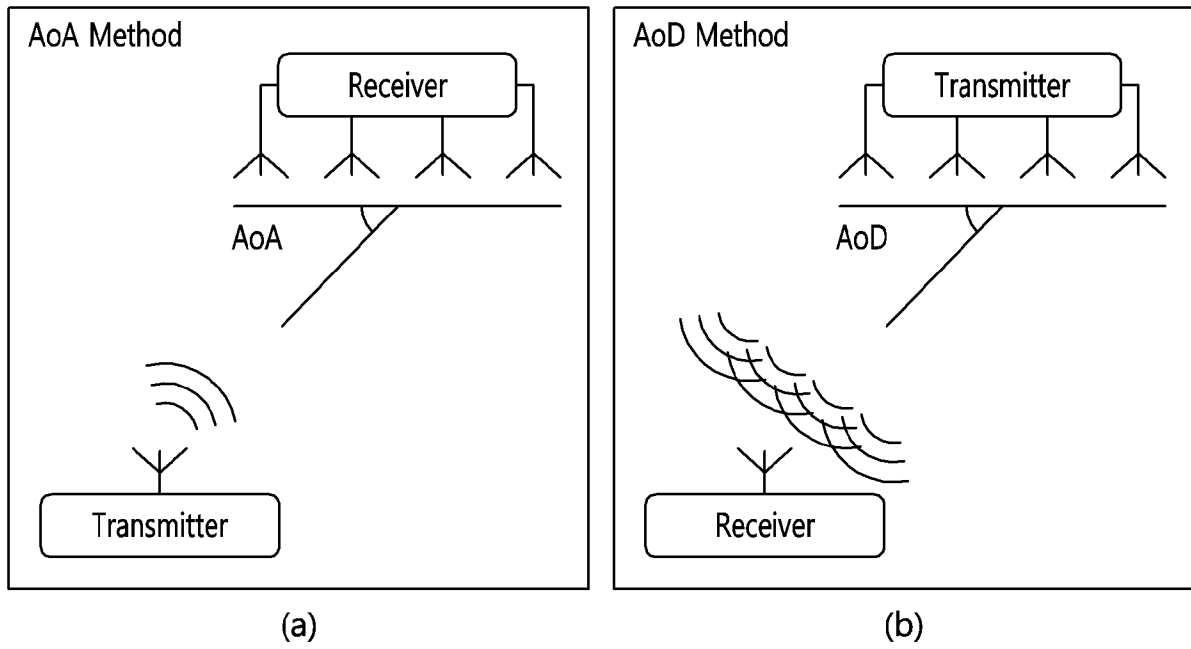 AoA Method
Receiver
AoA
Transmitter
(a)
AoD Method
Transmitter
AoD
Receiver
(b)